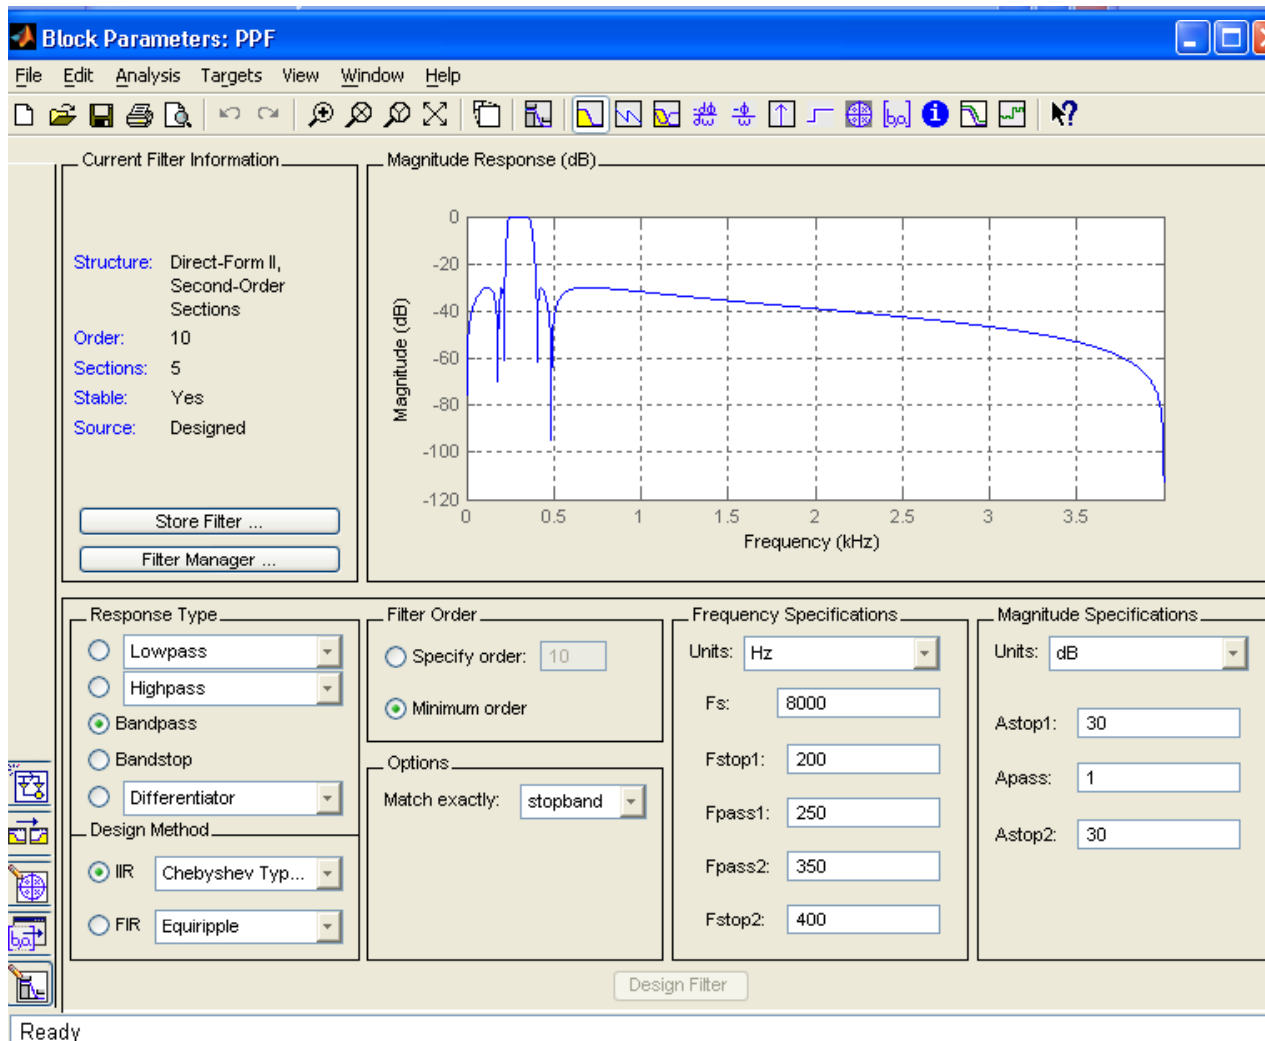 Block Parameters: PPF
File Edit Analysis Targets View Window Help
Current Filter Information
Structure: Direct-Form II,
Second-Order
Sections
Order: 10
Sections: 5
Stable: Yes
Source: Designed
Store Filter ...
Filter Manager ...
Magnitude Response (dB)
Magnitude (dB)
0
-20
-40
-60
-80
-100
-120
0 0.5 1 1.5 2 2.5 3 3.5
Frequency (kHz)
Response Type
Lowpass
Highpass
Bandpass
Bandstop
Differentiator
Design Method
IIR Chebyshev Typ...
FIR Equiripple
Filter Order
Specify order: 10
Minimum order
Options
Match exactly: stopband
Frequency Specifications
Units: Hz
Fs: 8000
Fstop1: 200
Fpass1: 250
Fpass2: 350
Fstop2: 400
Magnitude Specifications
Units: dB
Astop1: 30
Apass: 1
Astop2: 30
Design Filter
Ready